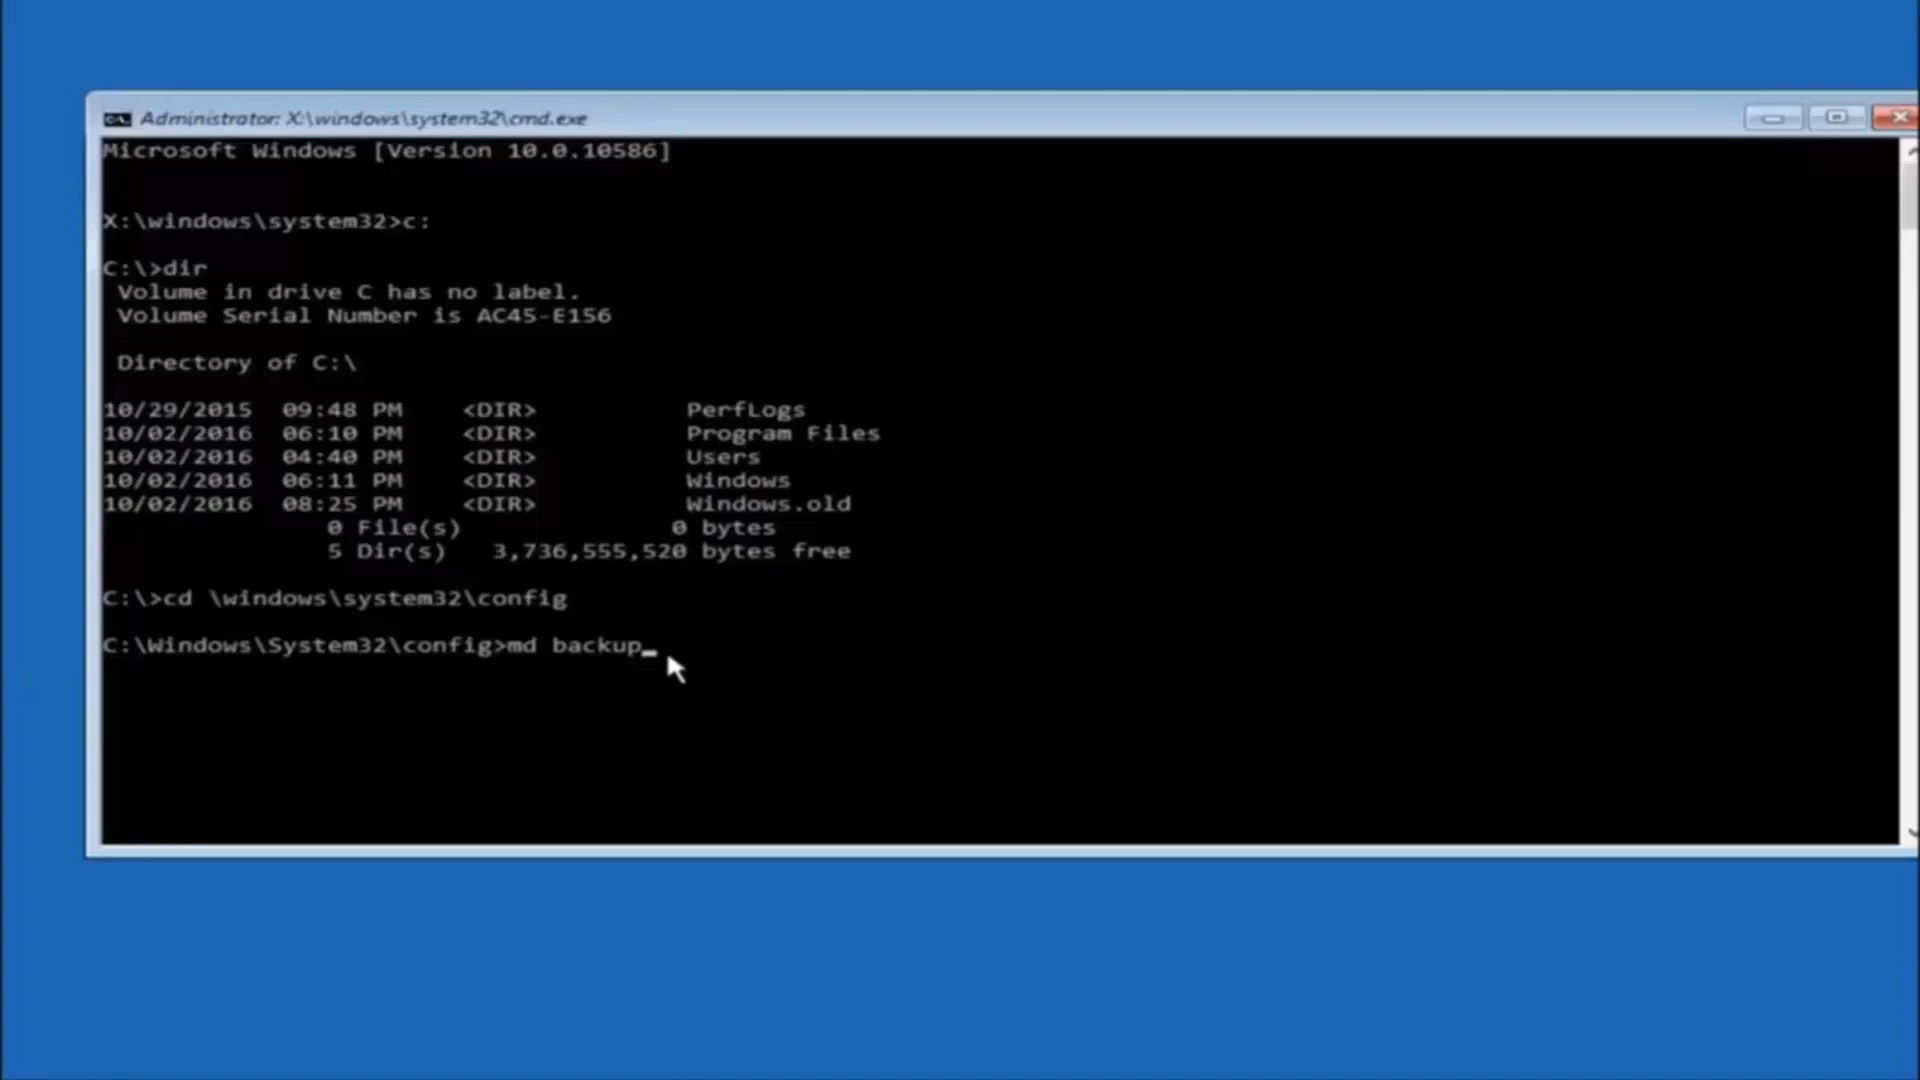 Administrator: X:\windows\system32\cmd.exe
Microsoft Windows [Version 10.0.10586]
X:\windows\system32>c:
C:\>dir
Volume in drive C has no label.
Volume Serial Number is AC45-E156
Directory of C:\
10/29/2015  09:48 PM    <DIR>          PerfLogs
10/02/2016  06:10 PM    <DIR>          Program Files
10/02/2016  04:40 PM    <DIR>          Users
10/02/2016  06:11 PM    <DIR>          Windows
10/02/2016  08:25 PM    <DIR>          Windows.old
0 File(s)              0 bytes
5 Dir(s)   3,736,555,520 bytes free
C:\>cd \windows\system32\config
C:\Windows\System32\config>md backup_